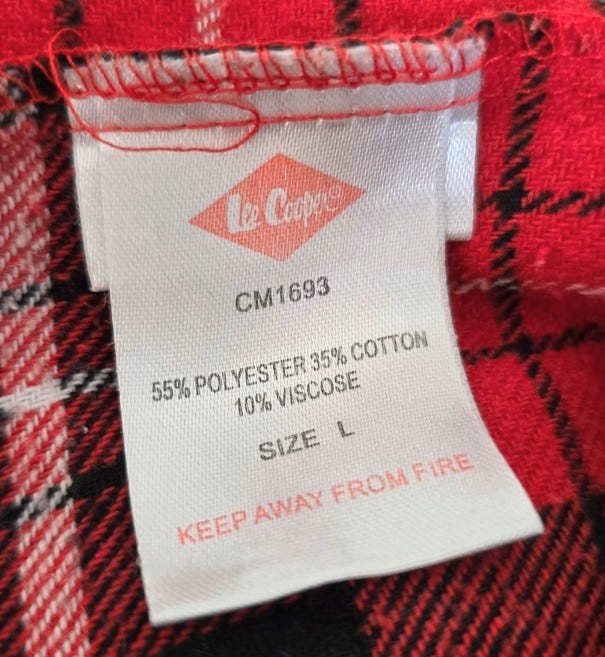 Lee Cooper®
CM1693
55% POLYESTER 35% COTTON
10% VISCOSE
SIZE L
KEEP AWAY FROM FIRE